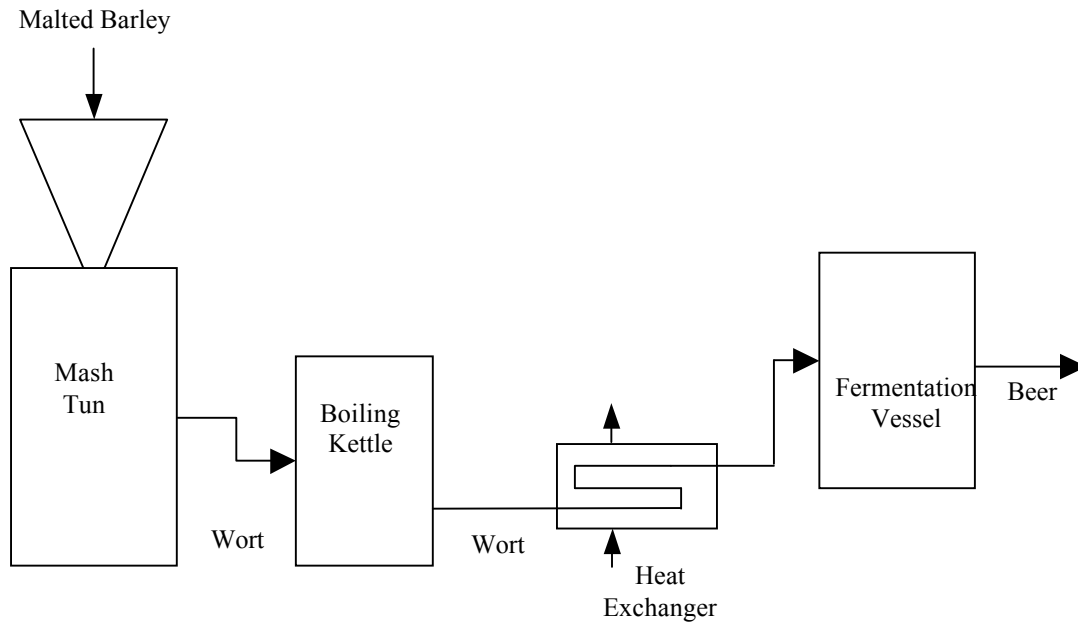 Malted Barley
Mash
Tun
Wort
Boiling
Kettle
Wort
Heat
Exchanger
Fermentation
Vessel
Beer